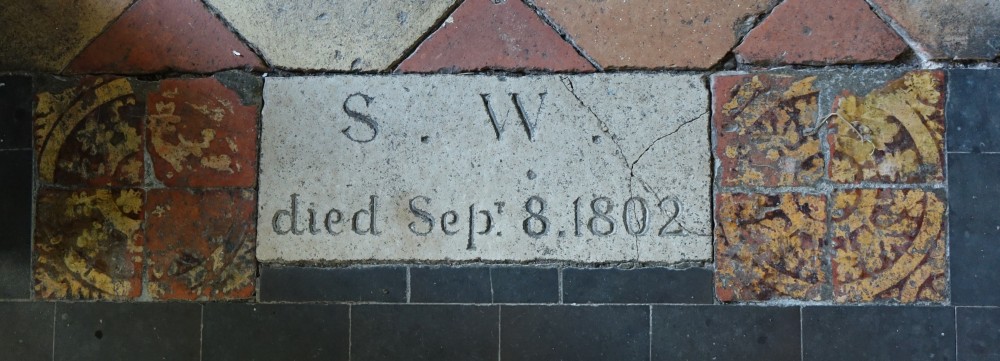 S . W .
died Sepr. 8. 1802